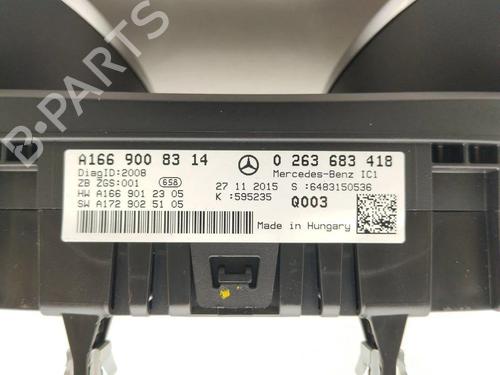 B-PARTS
A166 900 83 14
0 263 683 418
DiagID:2008
Mercedes-Benz IC1
ZB ZGS:001
658
27 11 2015
S :6483150536
HW A166 901 23 05
K :595235
Q003
SW A172 902 51 05
Made in Hungary